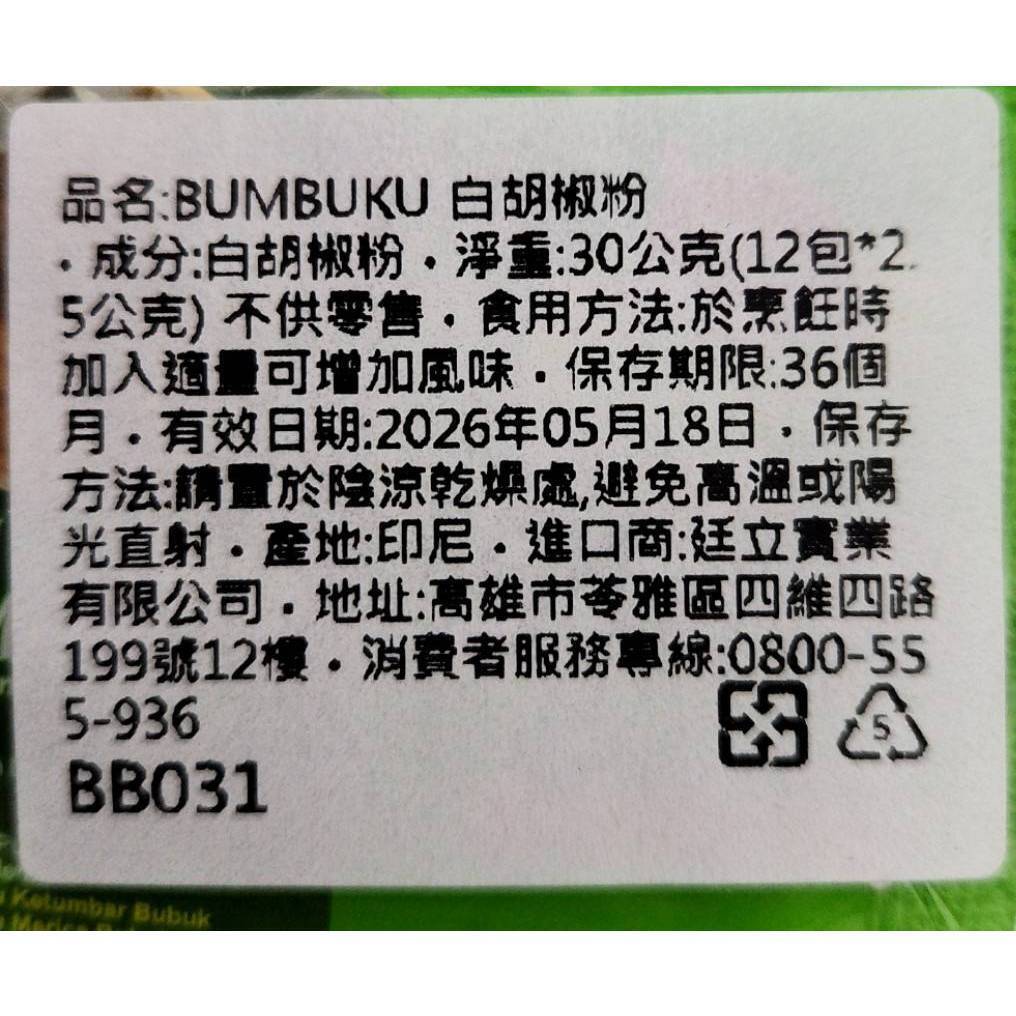 品名:BUMBUKU 白胡椒粉
・成分:白胡椒粉・淨重:30公克(12包*2.
5公克) 不供零售・食用方法:於烹飪時
加入適量可增加風味・保存期限:36個
月・有效日期:2026年05月18日・保存
方法:請置於陰涼乾燥處,避免高溫或陽
光直射・產地:印尼・進口商:廷立實業
有限公司・地址:高雄市苓雅區四維四路
199號12樓・消費者服務專線:0800-55
5-936
5
BB031
Ketumbar Bubuk